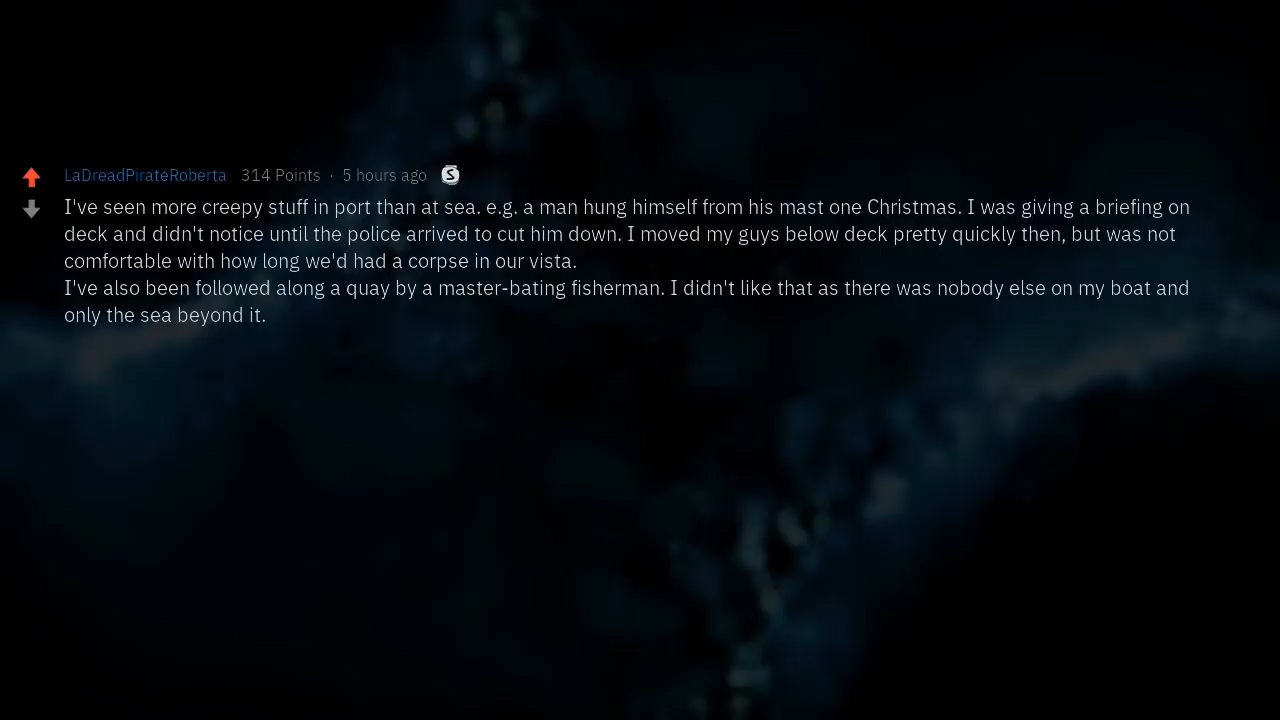 LaDreadPirateRoberta 314 Points · 5 hours ago S
I've seen more creepy stuff in port than at sea. e.g. a man hung himself from his mast one Christmas. I was giving a briefing on
deck and didn't notice until the police arrived to cut him down. I moved my guys below deck pretty quickly then, but was not
comfortable with how long we'd had a corpse in our vista.
I've also been followed along a quay by a master-bating fisherman. I didn't like that as there was nobody else on my boat and
only the sea beyond it.